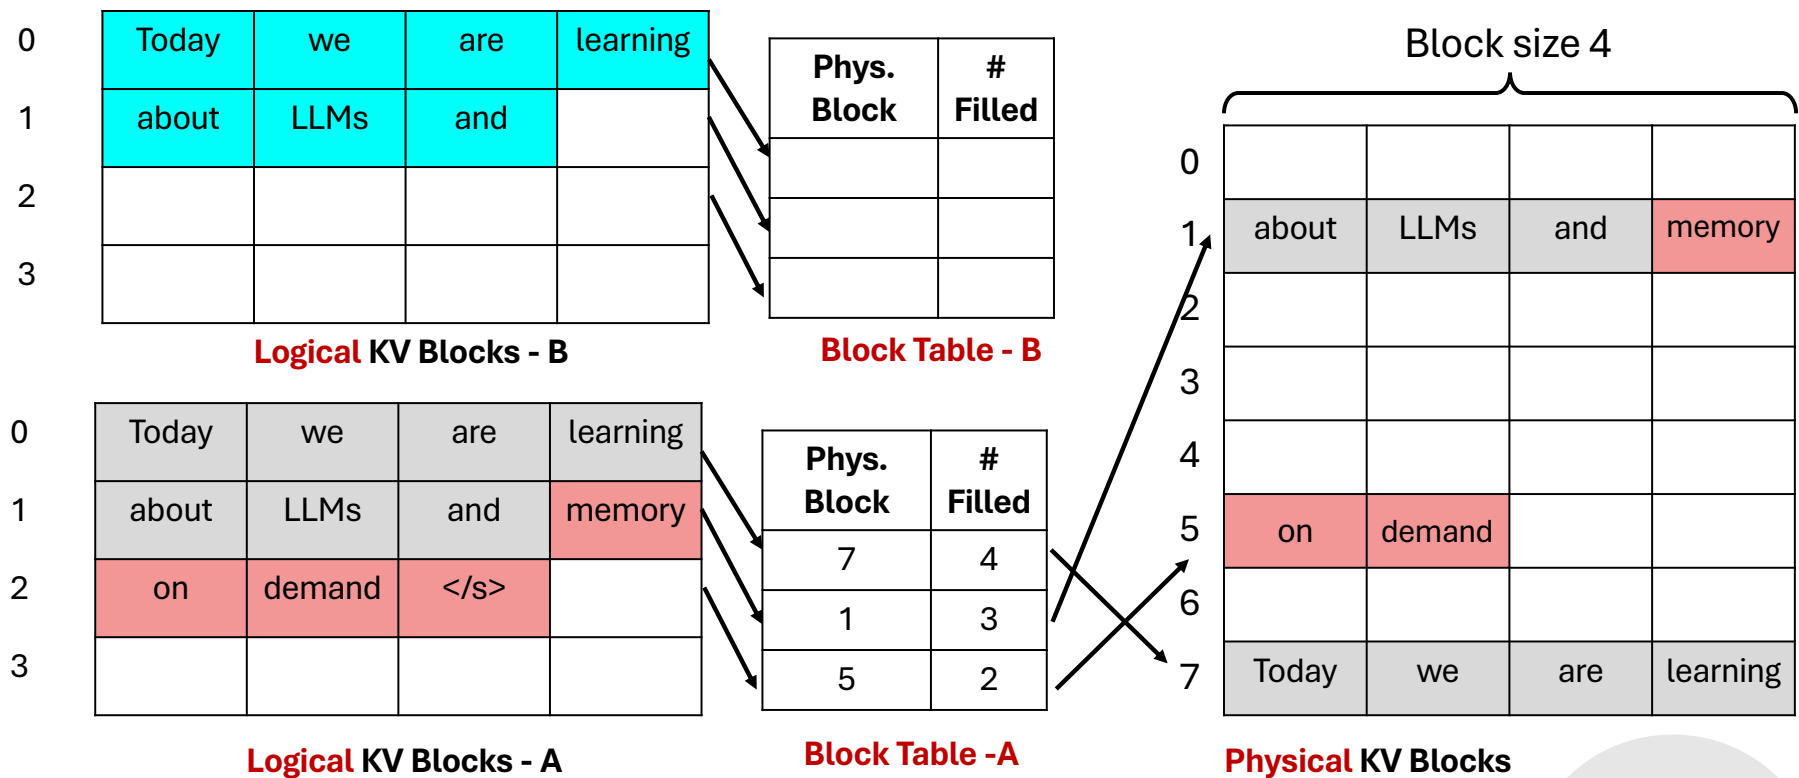 0 Today we are learning
1 about LLMs and
2
3
Logical KV Blocks - B
Phys. Block # Filled
Block Table - B
0 Today we are learning
1 about LLMs and memory
2 on demand </s>
3
Logical KV Blocks - A
Phys. Block # Filled
7 4
1 3
5 2
Block Table -A
Block size 4
0
1 about LLMs and memory
2
3
4
5 on demand
6
7 Today we are learning
Physical KV Blocks